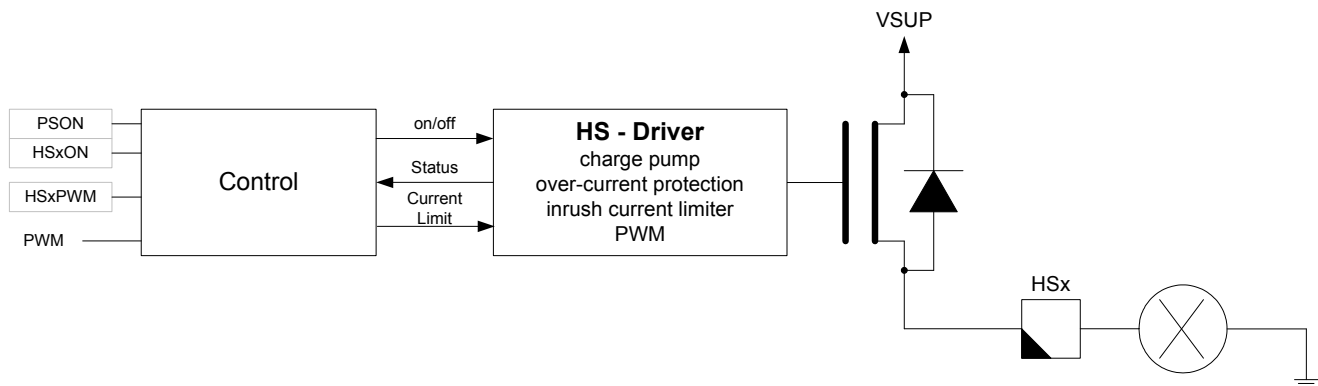 VSUP
PSON
HSxON
HSxPWM
PWM
Control
on/off
Status
Current
Limit
HS - Driver
charge pump
over-current protection
inrush current limiter
PWM
HSx